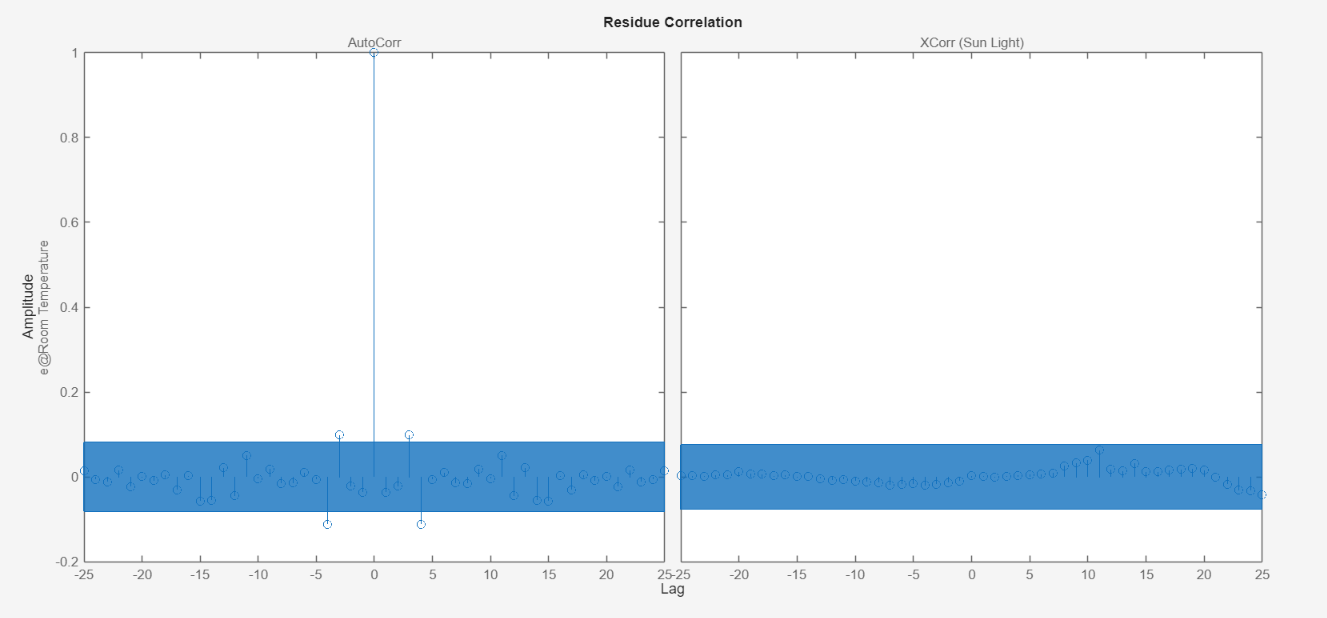 Residue Correlation
AutoCorr
XCorr (Sun Light)
1
0.8
0.6
0.4
0.2
0
-0.2
Amplitude
e@Room Temperature
-25 -20 -15 -10 -5 0 5 10 15 20 25
-25 -20 -15 -10 -5 0 5 10 15 20 25
Lag